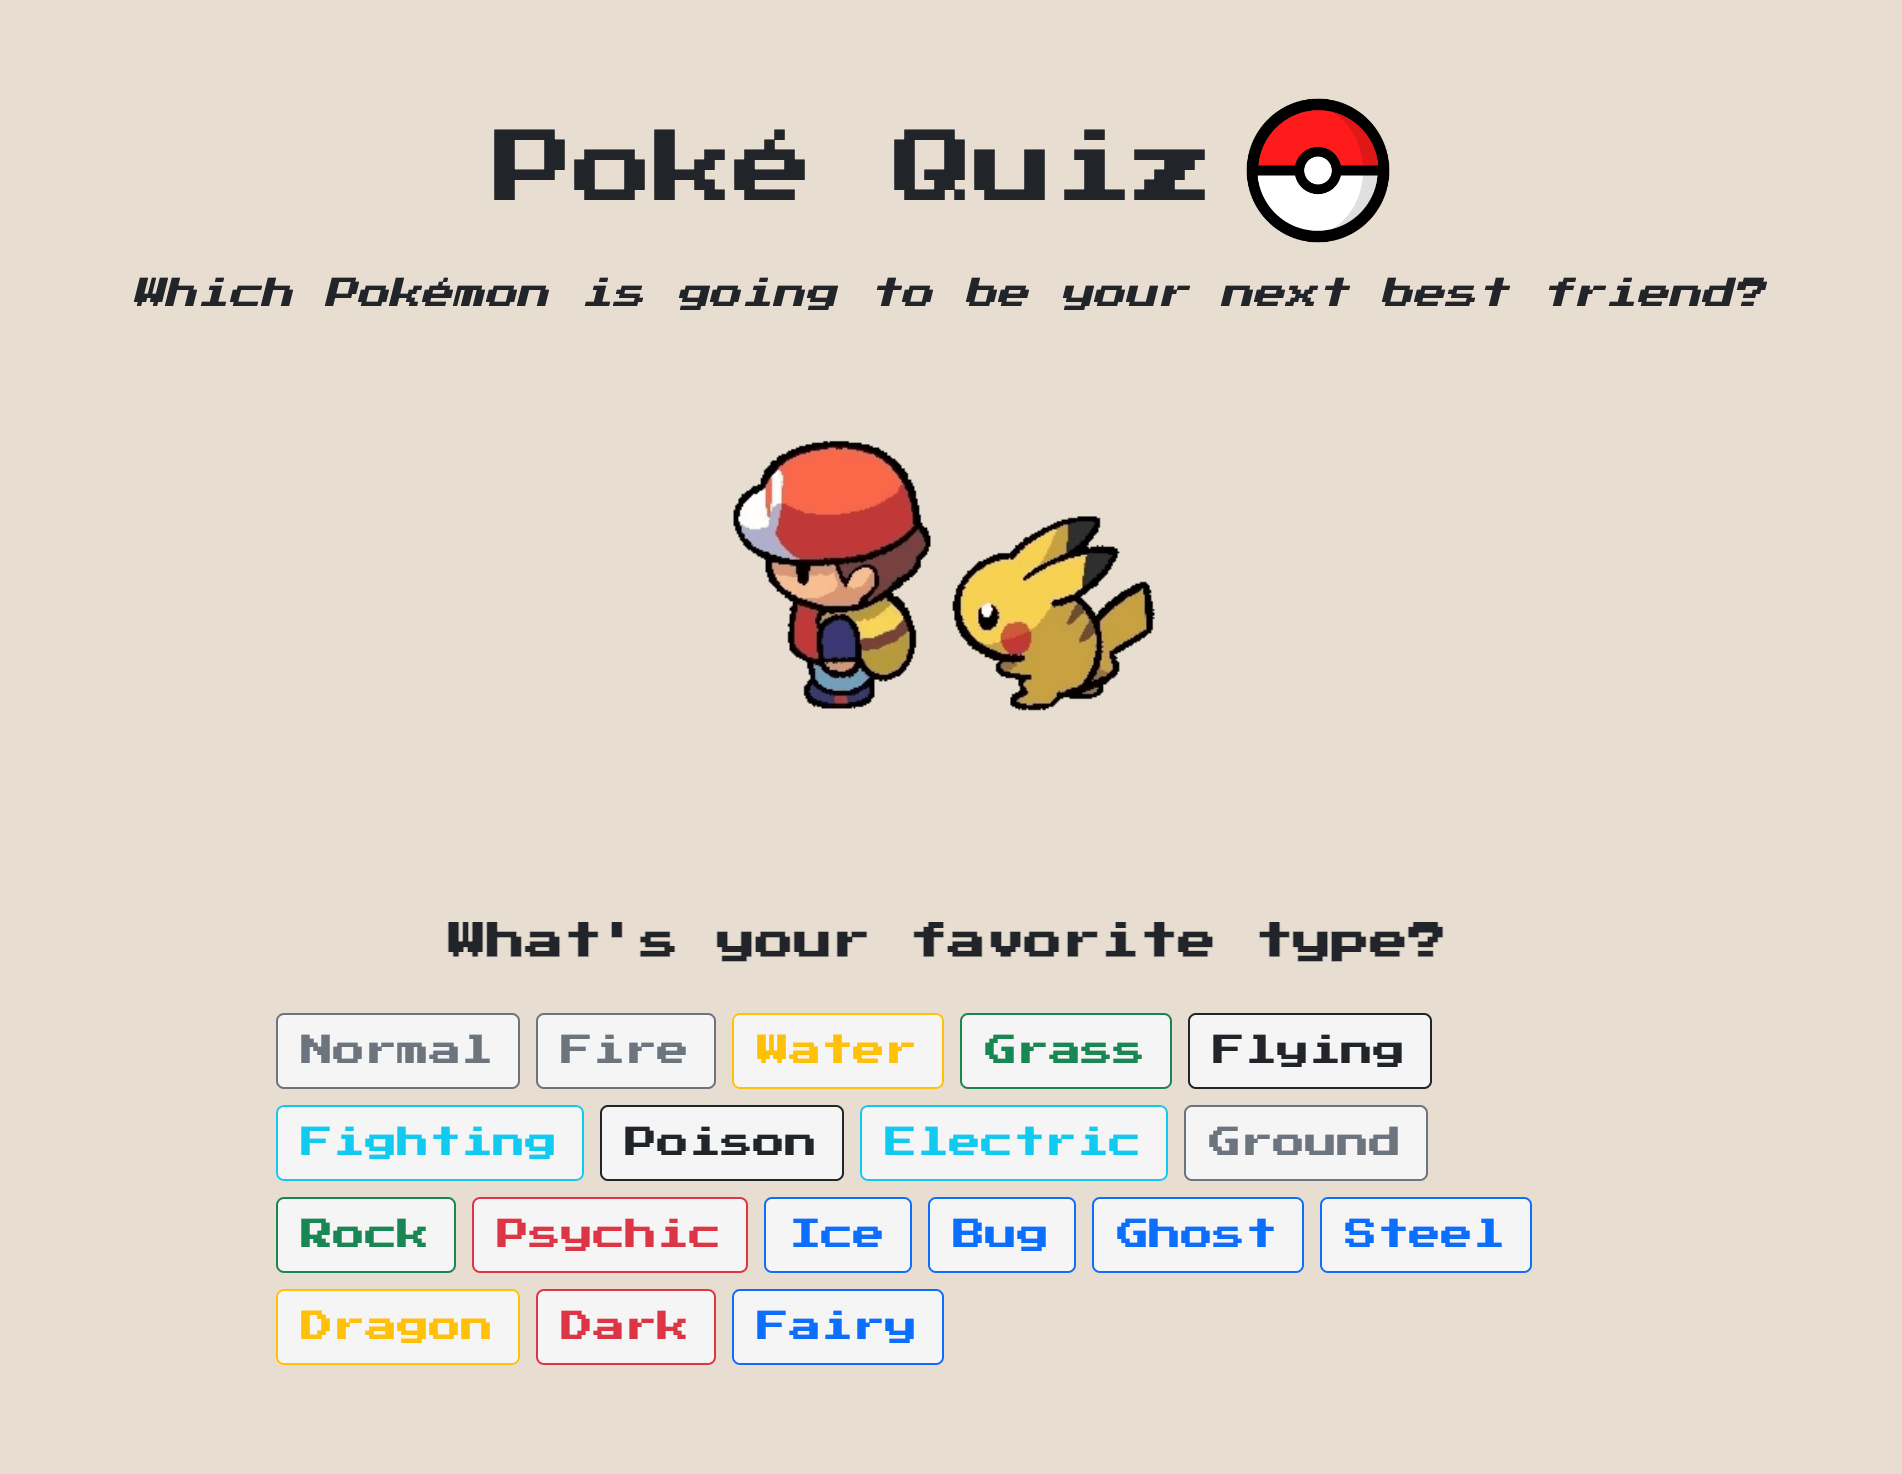 Poké Quiz
Which Pokémon is going to be your next best friend?
What's your favorite type?
Normal Fire Water Grass Flying
Fighting Poison Electric Ground
Rock Psychic Ice Bug Ghost Steel
Dragon Dark Fairy